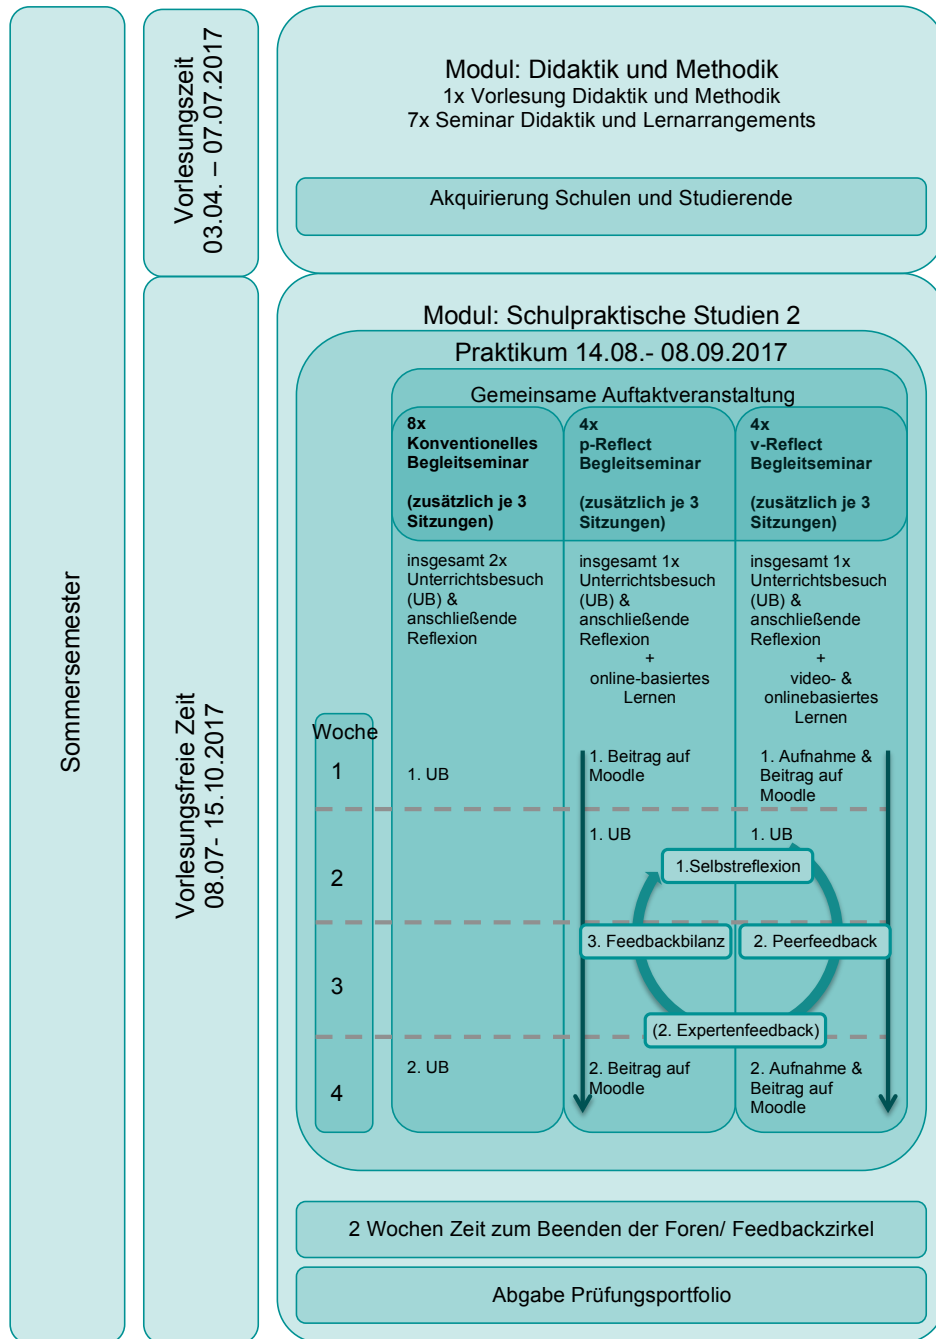 Sommersemester
Vorlesungszeit
03.04. – 07.07.2017
Modul: Didaktik und Methodik
1x Vorlesung Didaktik und Methodik
7x Seminar Didaktik und Lernarrangements
Akquirierung Schulen und Studierende
Vorlesungsfreie Zeit
08.07- 15.10.2017
Modul: Schulpraktische Studien 2
Praktikum 14.08.- 08.09.2017
Gemeinsame Auftaktveranstaltung
8x
Konventionelles
Begleitseminar
(zusätzlich je 3
Sitzungen)
4x
p-Reflect
Begleitseminar
(zusätzlich je 3
Sitzungen)
4x
v-Reflect
Begleitseminar
(zusätzlich je 3
Sitzungen)
insgesamt 2x
Unterrichtsbesuch
(UB) &
anschließende
Reflexion
insgesamt 1x
Unterrichtsbesuch
(UB) &
anschließende
Reflexion
+
online-basiertes
Lernen
insgesamt 1x
Unterrichtsbesuch
(UB) &
anschließende
Reflexion
+
video- &
onlinebasiertes
Lernen
Woche
1
1. UB
1. Beitrag auf
Moodle
1. Aufnahme &
Beitrag auf
Moodle
2
1. UB
1. UB
1.Selbstreflexion
3. Feedbackbilanz
2. Peerfeedback
3
(2. Expertenfeedback)
4
2. UB
2. Beitrag auf
Moodle
2. Aufnahme &
Beitrag auf
Moodle
2 Wochen Zeit zum Beenden der Foren/ Feedbackzirkel
Abgabe Prüfungsportfolio